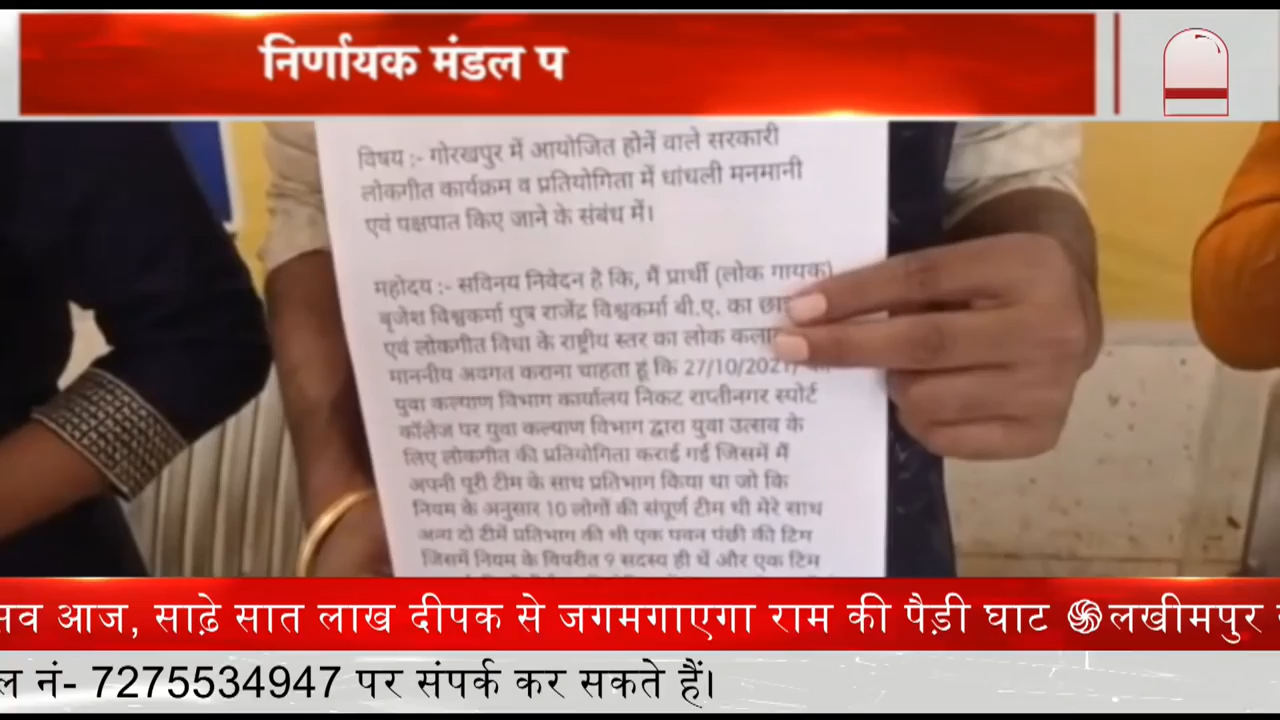 निर्णायक मंडल प
विषय :- गोरखपुर में आयोजित होनें वाले सरकारी
लोकगीत कार्यक्रम व प्रतियोगिता में धांधली मनमानी
एवं पक्षपात किए जाने के संबंध में।
महोदय :- सविनय निवेदन है कि, मैं प्रार्थी (लोक गायक)
बृजेश विश्वकर्मा पुत्र राजेंद्र विश्वकर्मा बी.ए. का
एवं लोकगीत विधा के राष्ट्रीय स्तर का लोक
माननीय अवगत कराना चाहता हूं कि 27/10/2021
युवा कल्याण विभाग कार्यालय निकट राप्तीनगर स्पोर्ट
कॉलेज पर युवा कल्याण विभाग द्वारा युवा उत्सव के
लिए लोकगीत की प्रतियोगिता कराई गई जिसमें मैं
अपनी पूरी टीम के साथ प्रतिभाग किया था जो कि
नियम के अनुसार 10 लोगों की संपूर्ण टीम थी मेरे साथ
अन्य दो टीमें प्रतिभाग की थी एक पवन पंछी की टिम
जिसमें नियम के विपरीत 9 सदस्य ही थें और एक टिम
सव आज, साढ़े सात लाख दीपक से जगमगाएगा राम की पैड़ी घाट लखीमपुर
ल नं- 7275534947 पर संपर्क कर सकते हैं।